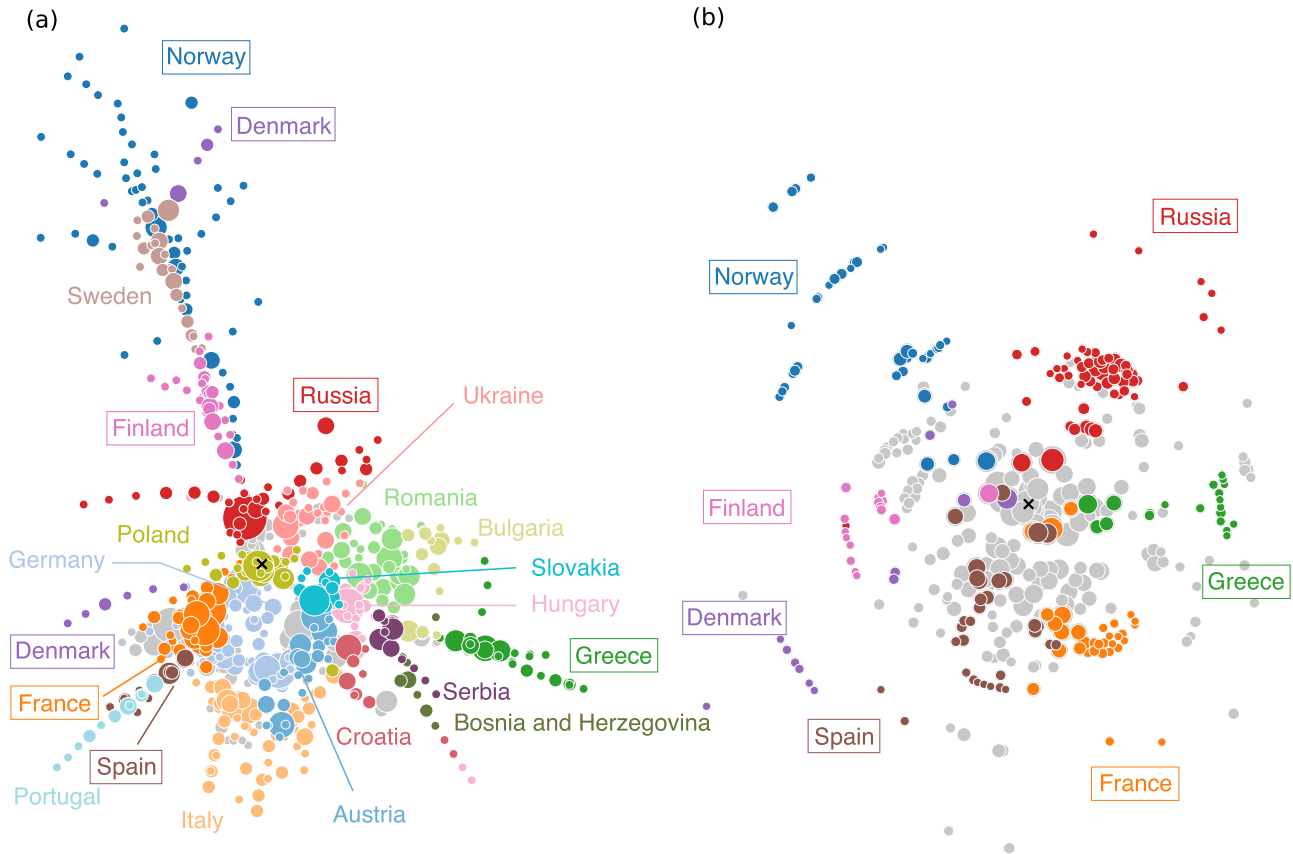 (a)
Norway
Denmark
Sweden
Finland
Russia
Ukraine
Romania
Bulgaria
Poland
Germany
Slovakia
Hungary
Denmark
France
Greece
Serbia
Bosnia and Herzegovina
Croatia
Spain
Portugal
Italy
Austria
(b)
Russia
Norway
Finland
Greece
Denmark
Spain
France